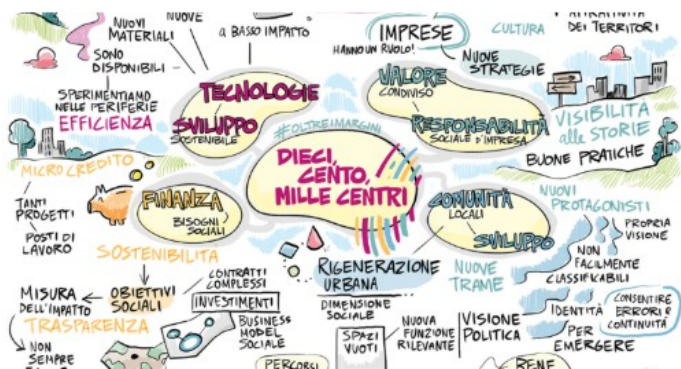 NUOVI
MATERIALI
SONO
DISPONIBILI
NUOVE
A BASSO IMPATTO
IMPRESE
HANNO UN RUOLO!
NUOVE
STRATEGIE
CULTURA
DEI TERRITORI
SPERIMENTIAMO
NELLE PERIFERIE
EFFICIENZA
TECNOLOGIE
SVILUPPO
SOSTENIBILE
VALORE
CONDIVISO
RESPONSABILITÀ
SOCIALE D'IMPRESA
VISIBILITÀ
alle STORIE
BUONE PRATICHE
#OLTREIMARGINI
DIECI,
CENTO,
MILLE CENTRI
MICRO CREDITO
TANTI
PROGETTI
POSTI DI
LAVORO
FINANZA
BISOGNI
SOCIALI
SOSTENIBILITA
COMUNITÀ
LOCALI
SVILUPPO
NUOVI
PROTAGONISTI
PROPRIA
VISIONE
NON
FACILMENTE
CLASSIFICABILI
MISURA
DELL'IMPATTO
TRASPARENZA
NON
SEMPRE
OBIETTIVI
SOCIALI
CONTRATTI
COMPLESSI
INVESTIMENTI
BUSINESS
MODEL
SOCIALE
RIGENERAZIONE
URBANA
DIMENSIONE
SOCIALE
SPAZI
VUOTI
NUOVA
FUNZIONE
RILEVANTE
NUOVE
TRAME
VISIONE
POLITICA
IDENTITÀ
PER
EMERGERE
CONSENTIRE
ERRORI e
CONTINUITÀ
PERCORSI
BENE